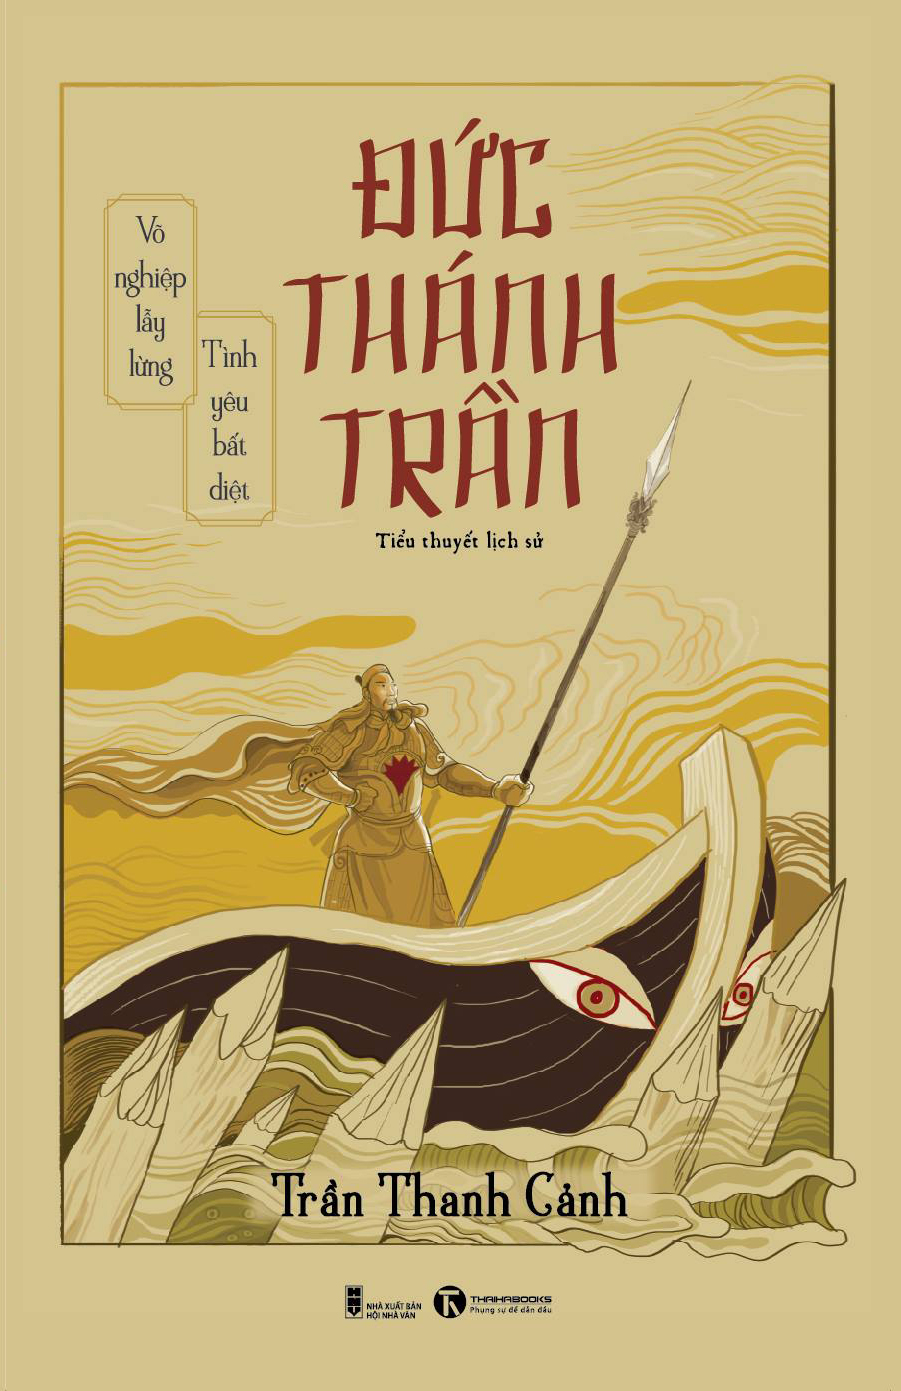 ĐỨC
THÁNH
TRẦN
Tiểu thuyết lịch sử
Võ
nghiệp
lẫy
lừng
Tình
yêu
bất
diệt
Trần Thanh Cảnh
HNV
NHÀ XUẤT BẢN
HỘI NHÀ VĂN
THAIHABOOKS
Phụng sự để dẫn đầu